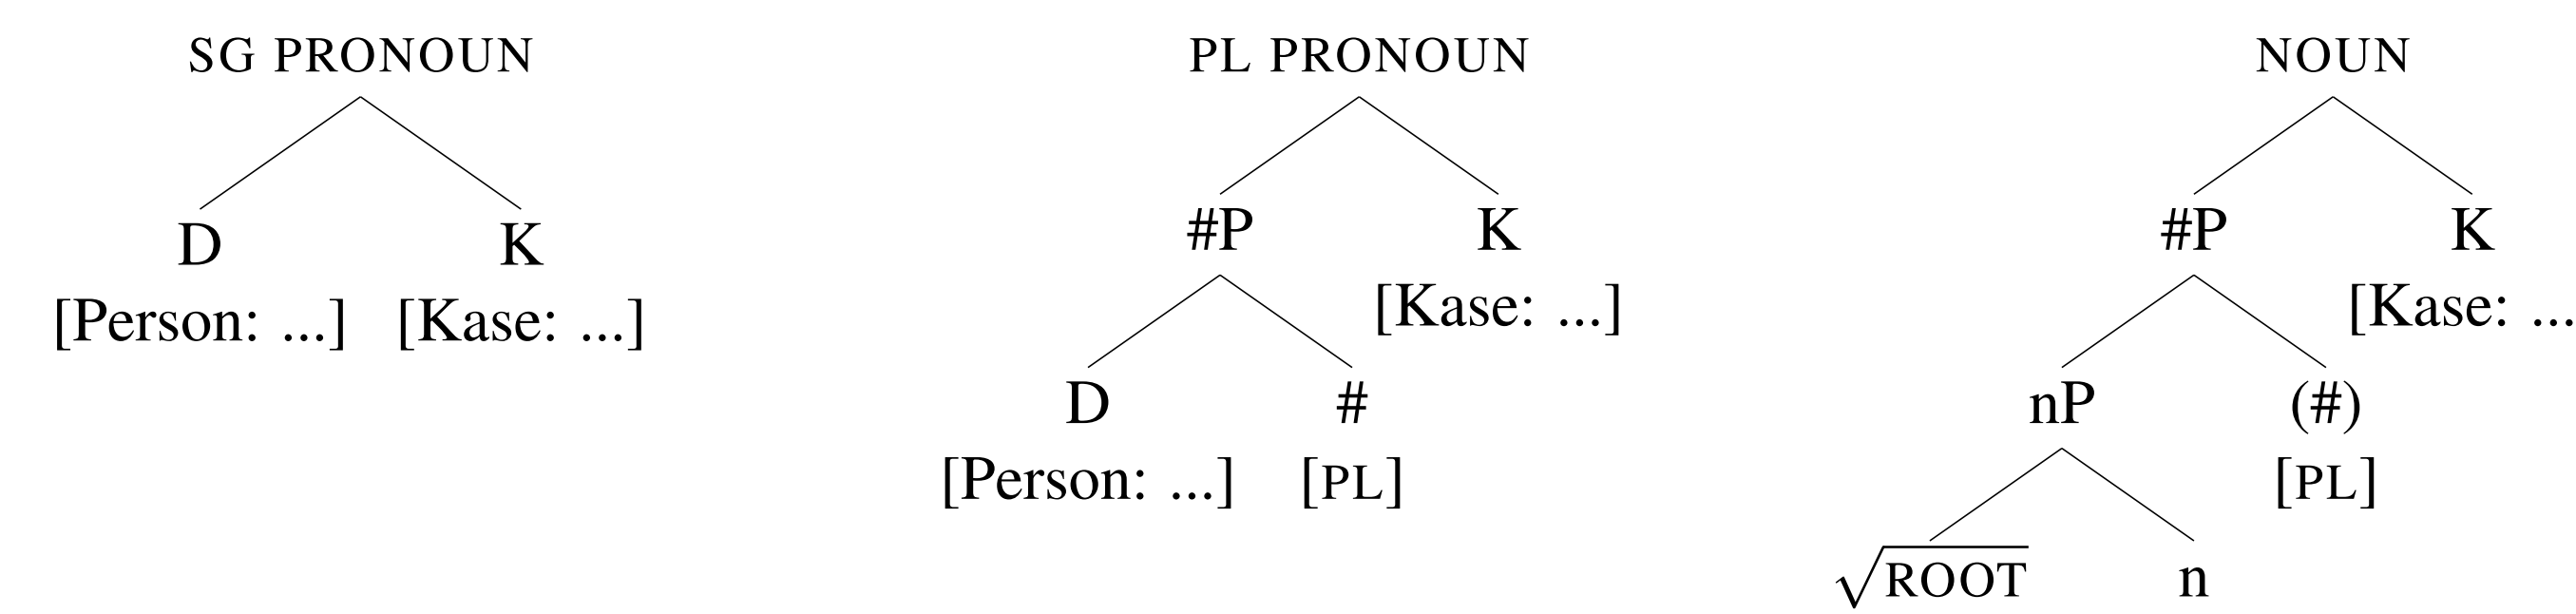 SG PRONOUN
D K
[Person: ...] [Kase: ...]
PL PRONOUN
#P K
[Kase: ...]
D #
[Person: ...] [PL]
NOUN
#P K
[Kase: ...
nP (#)
[PL]
√ROOT n